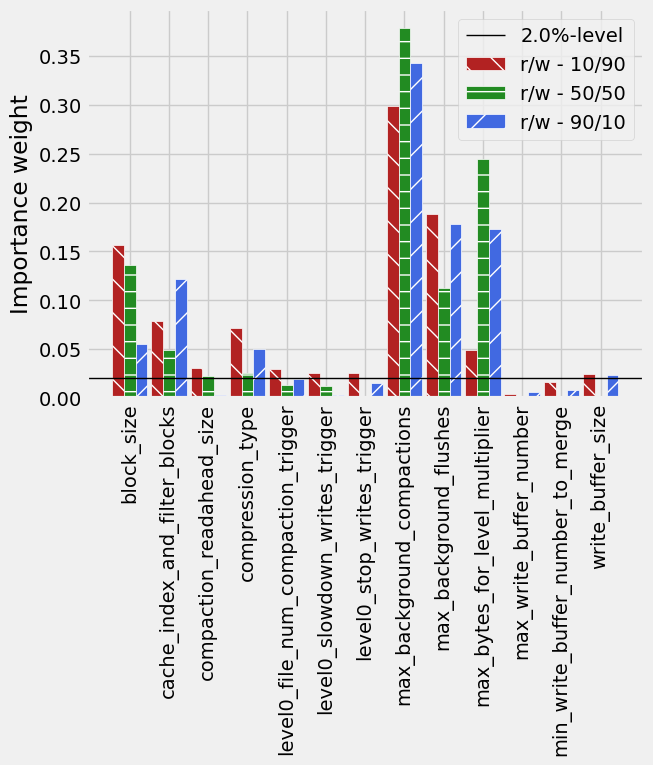 Importance weight
0.35
0.30
0.25
0.20
0.15
0.10
0.05
0.00
2.0%-level
r/w - 10/90
r/w - 50/50
r/w - 90/10
block_size
cache_index_and_filter_blocks
compaction_readahead_size
compression_type
level0_file_num_compaction_trigger
level0_slowdown_writes_trigger
level0_stop_writes_trigger
max_background_compactions
max_background_flushes
max_bytes_for_level_multiplier
max_write_buffer_number
min_write_buffer_number_to_merge
write_buffer_size